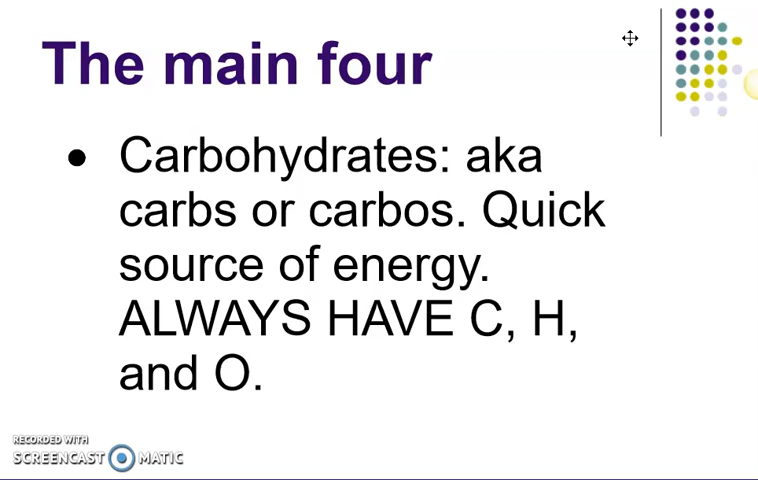 The main four
● Carbohydrates: aka
carbs or carbos. Quick
source of energy.
ALWAYS HAVE C, H,
and O.
RECORDED WITH
SCREENCAST MATIC